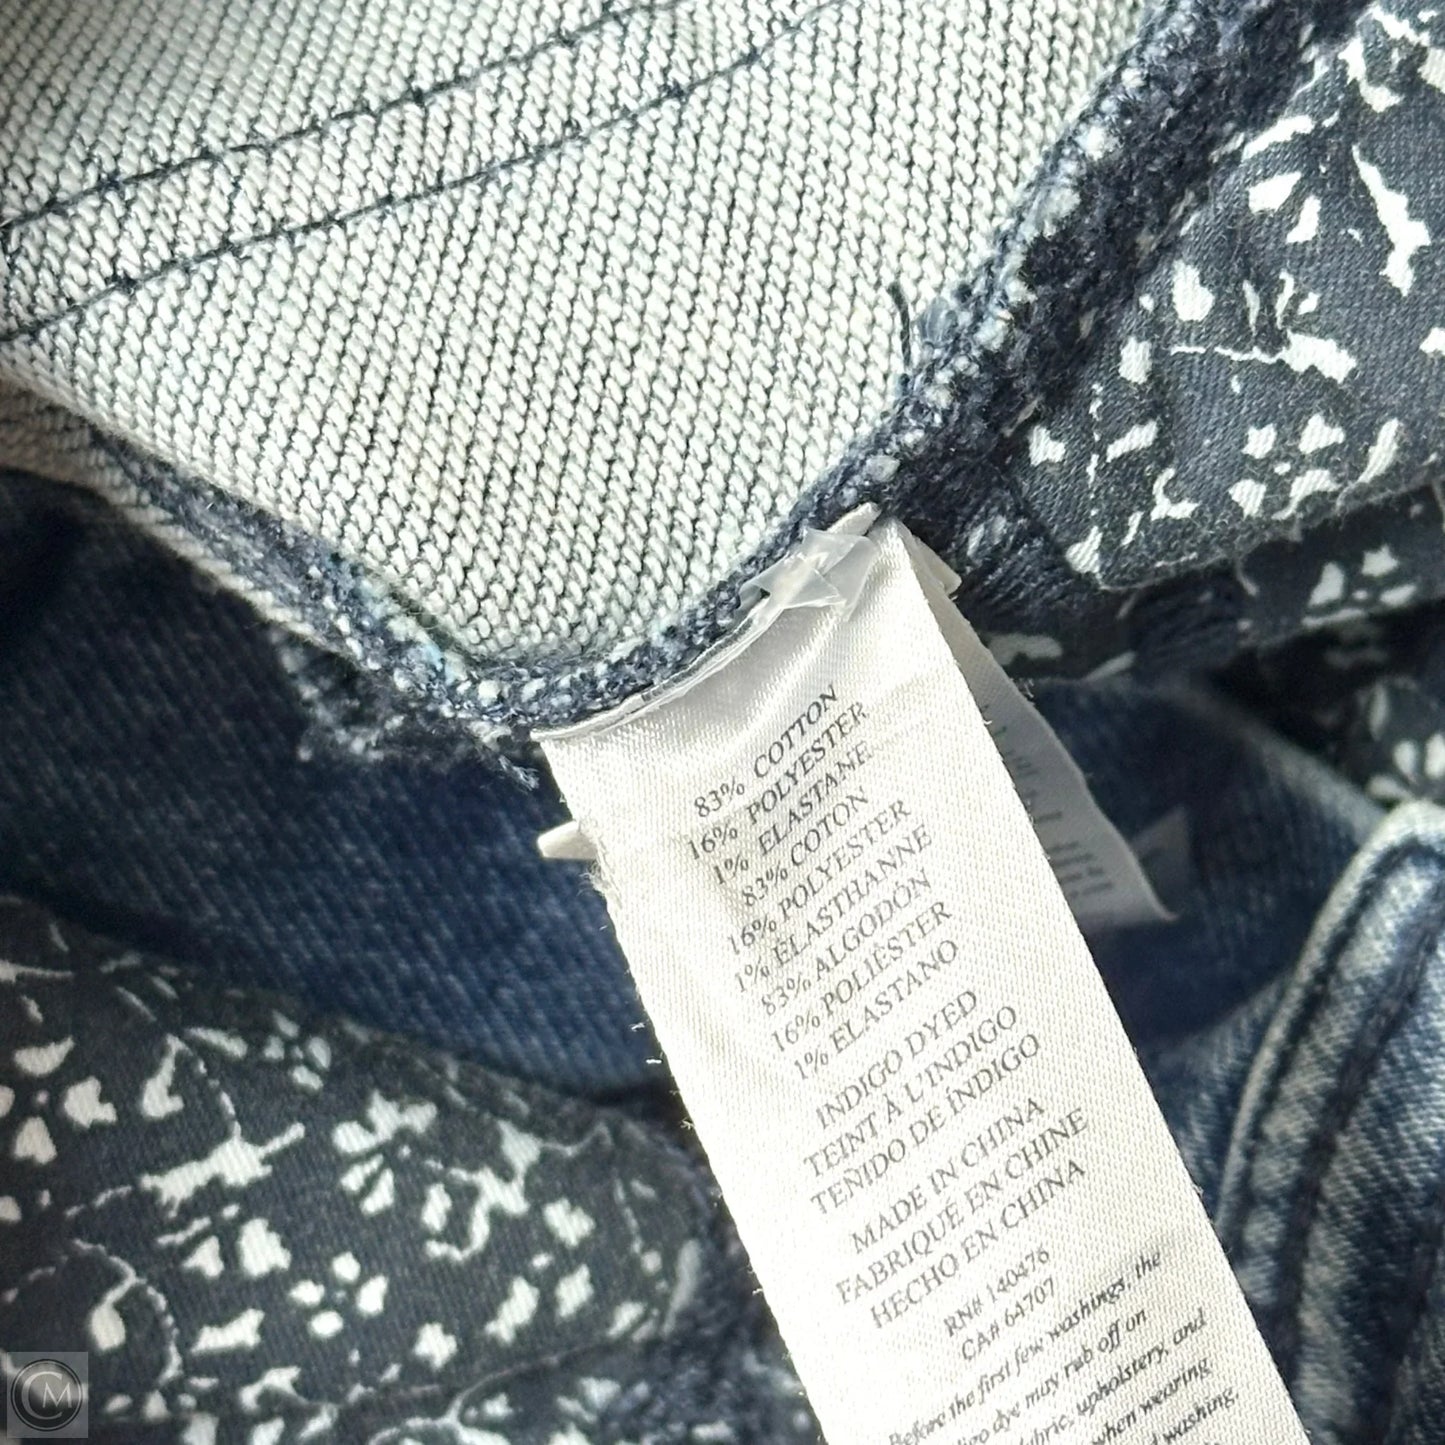 83% COTTON
16% POLYESTER
1% ELASTANE
83% COTON
16% POLYESTER
1% ÉLASTHANNE
83% ALGODÓN
16% POLIÉSTER
1% ELASTANO
INDIGO DYED
TEINT À L'INDIGO
TEÑIDO DE ÍNDIGO
MADE IN CHINA
FABRIQUÉ EN CHINE
HECHO EN CHINA
RN# 140476
CA# 64707
Before the first few washings, the
dye may rub off on
upholstery, and
when wearing
washing.
CM